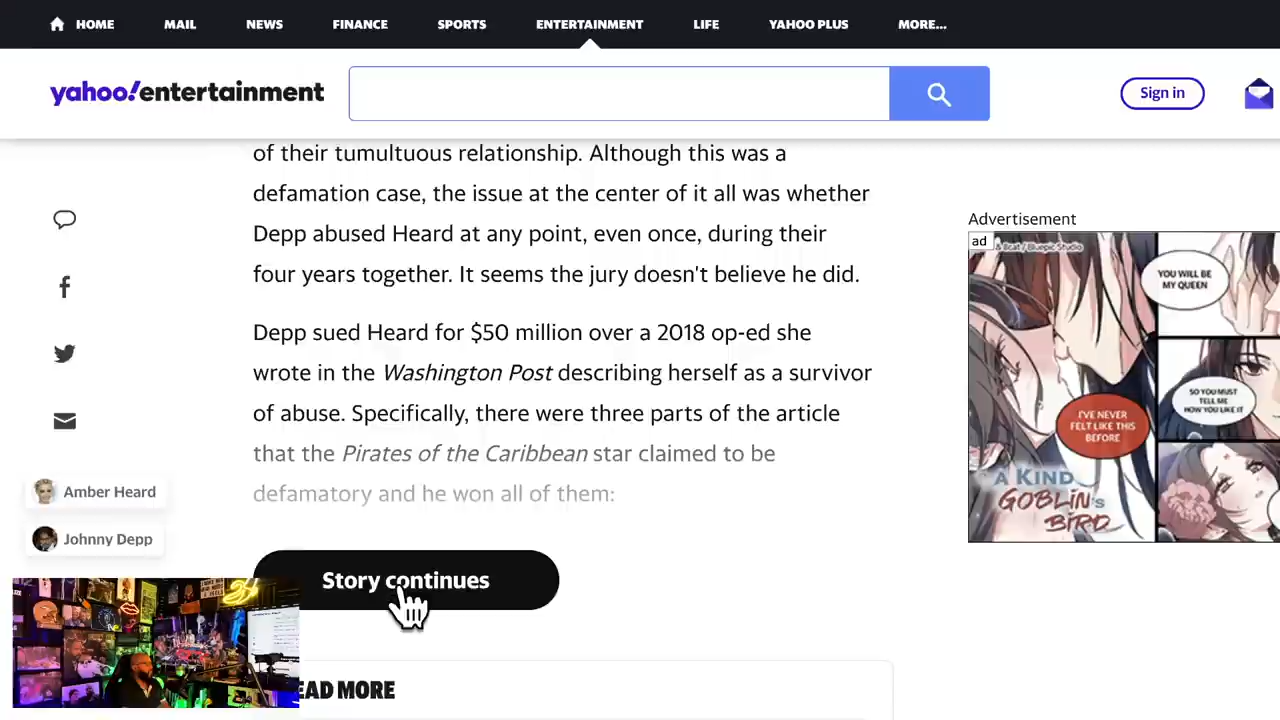 HOME MAIL NEWS FINANCE SPORTS ENTERTAINMENT LIFE YAHOO PLUS MORE...
yahoo!entertainment
Sign in
of their tumultuous relationship. Although this was a
defamation case, the issue at the center of it all was whether
Depp abused Heard at any point, even once, during their
four years together. It seems the jury doesn't believe he did.
Depp sued Heard for $50 million over a 2018 op-ed she
wrote in the Washington Post describing herself as a survivor
of abuse. Specifically, there were three parts of the article
that the Pirates of the Caribbean star claimed to be
defamatory and he won all of them:
Story continues
EAD MORE
Amber Heard
Johnny Depp
Advertisement
ad
& Bcat / Bluepic Studio
YOU WILL BE
MY QUEEN
SO YOU MUST
TELL ME
HOW YOU LIKE IT
I'VE NEVER
FELT LIKE THIS
BEFORE
A KIND
GOBLIN'S
BIRD